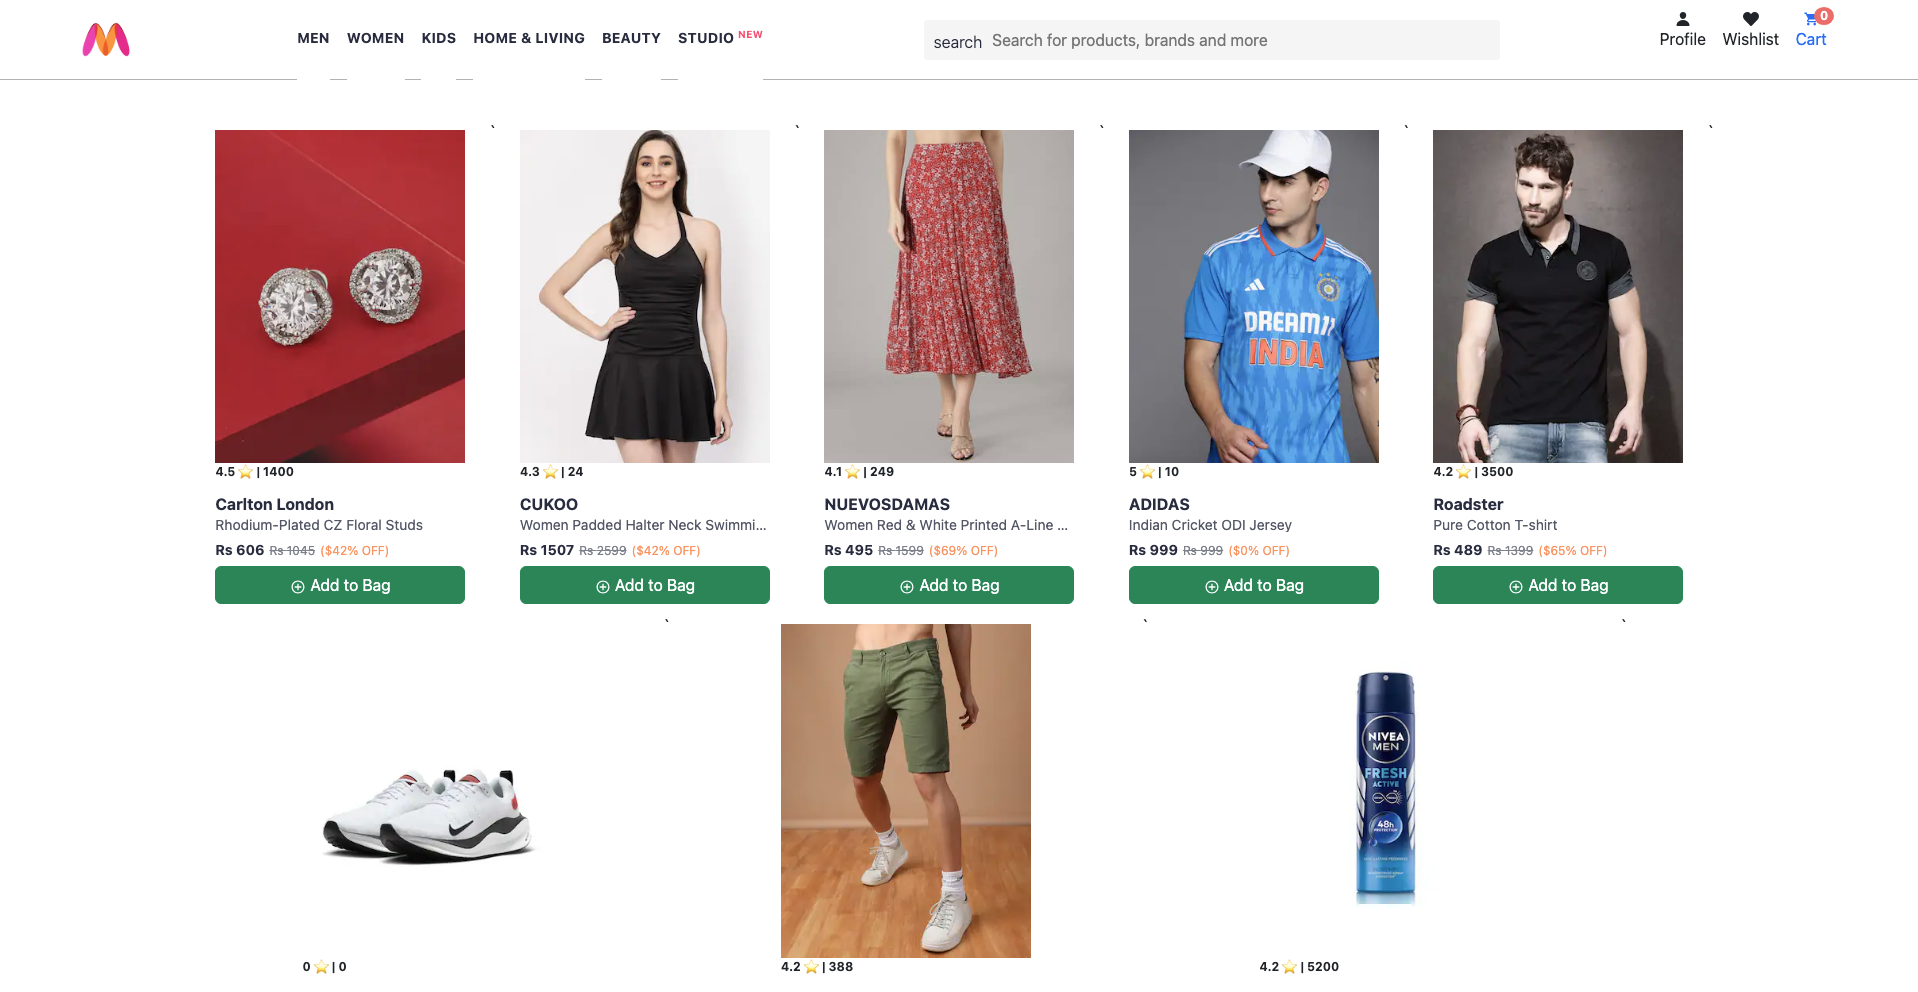 MEN WOMEN KIDS HOME & LIVING BEAUTY STUDIO NEW
search Search for products, brands and more
Profile Wishlist Cart 0
` ` ` ` `
DREAM11
INDIA
4.5 ⭐ | 1400
Carlton London
Rhodium-Plated CZ Floral Studs
Rs 606 Rs 1045 ($42% OFF)
Add to Bag
4.3 ⭐ | 24
CUKOO
Women Padded Halter Neck Swimmi...
Rs 1507 Rs 2599 ($42% OFF)
Add to Bag
4.1 ⭐ | 249
NUEVOSDAMAS
Women Red & White Printed A-Line ...
Rs 495 Rs 1599 ($69% OFF)
Add to Bag
5 ⭐ | 10
ADIDAS
Indian Cricket ODI Jersey
Rs 999 Rs 999 ($0% OFF)
Add to Bag
4.2 ⭐ | 3500
Roadster
Pure Cotton T-shirt
Rs 489 Rs 1399 ($65% OFF)
Add to Bag
` ` `
NIVEA
MEN
FRESH
ACTIVE
48h
PROTECTION
0 ⭐ | 0
4.2 ⭐ | 388
4.2 ⭐ | 5200